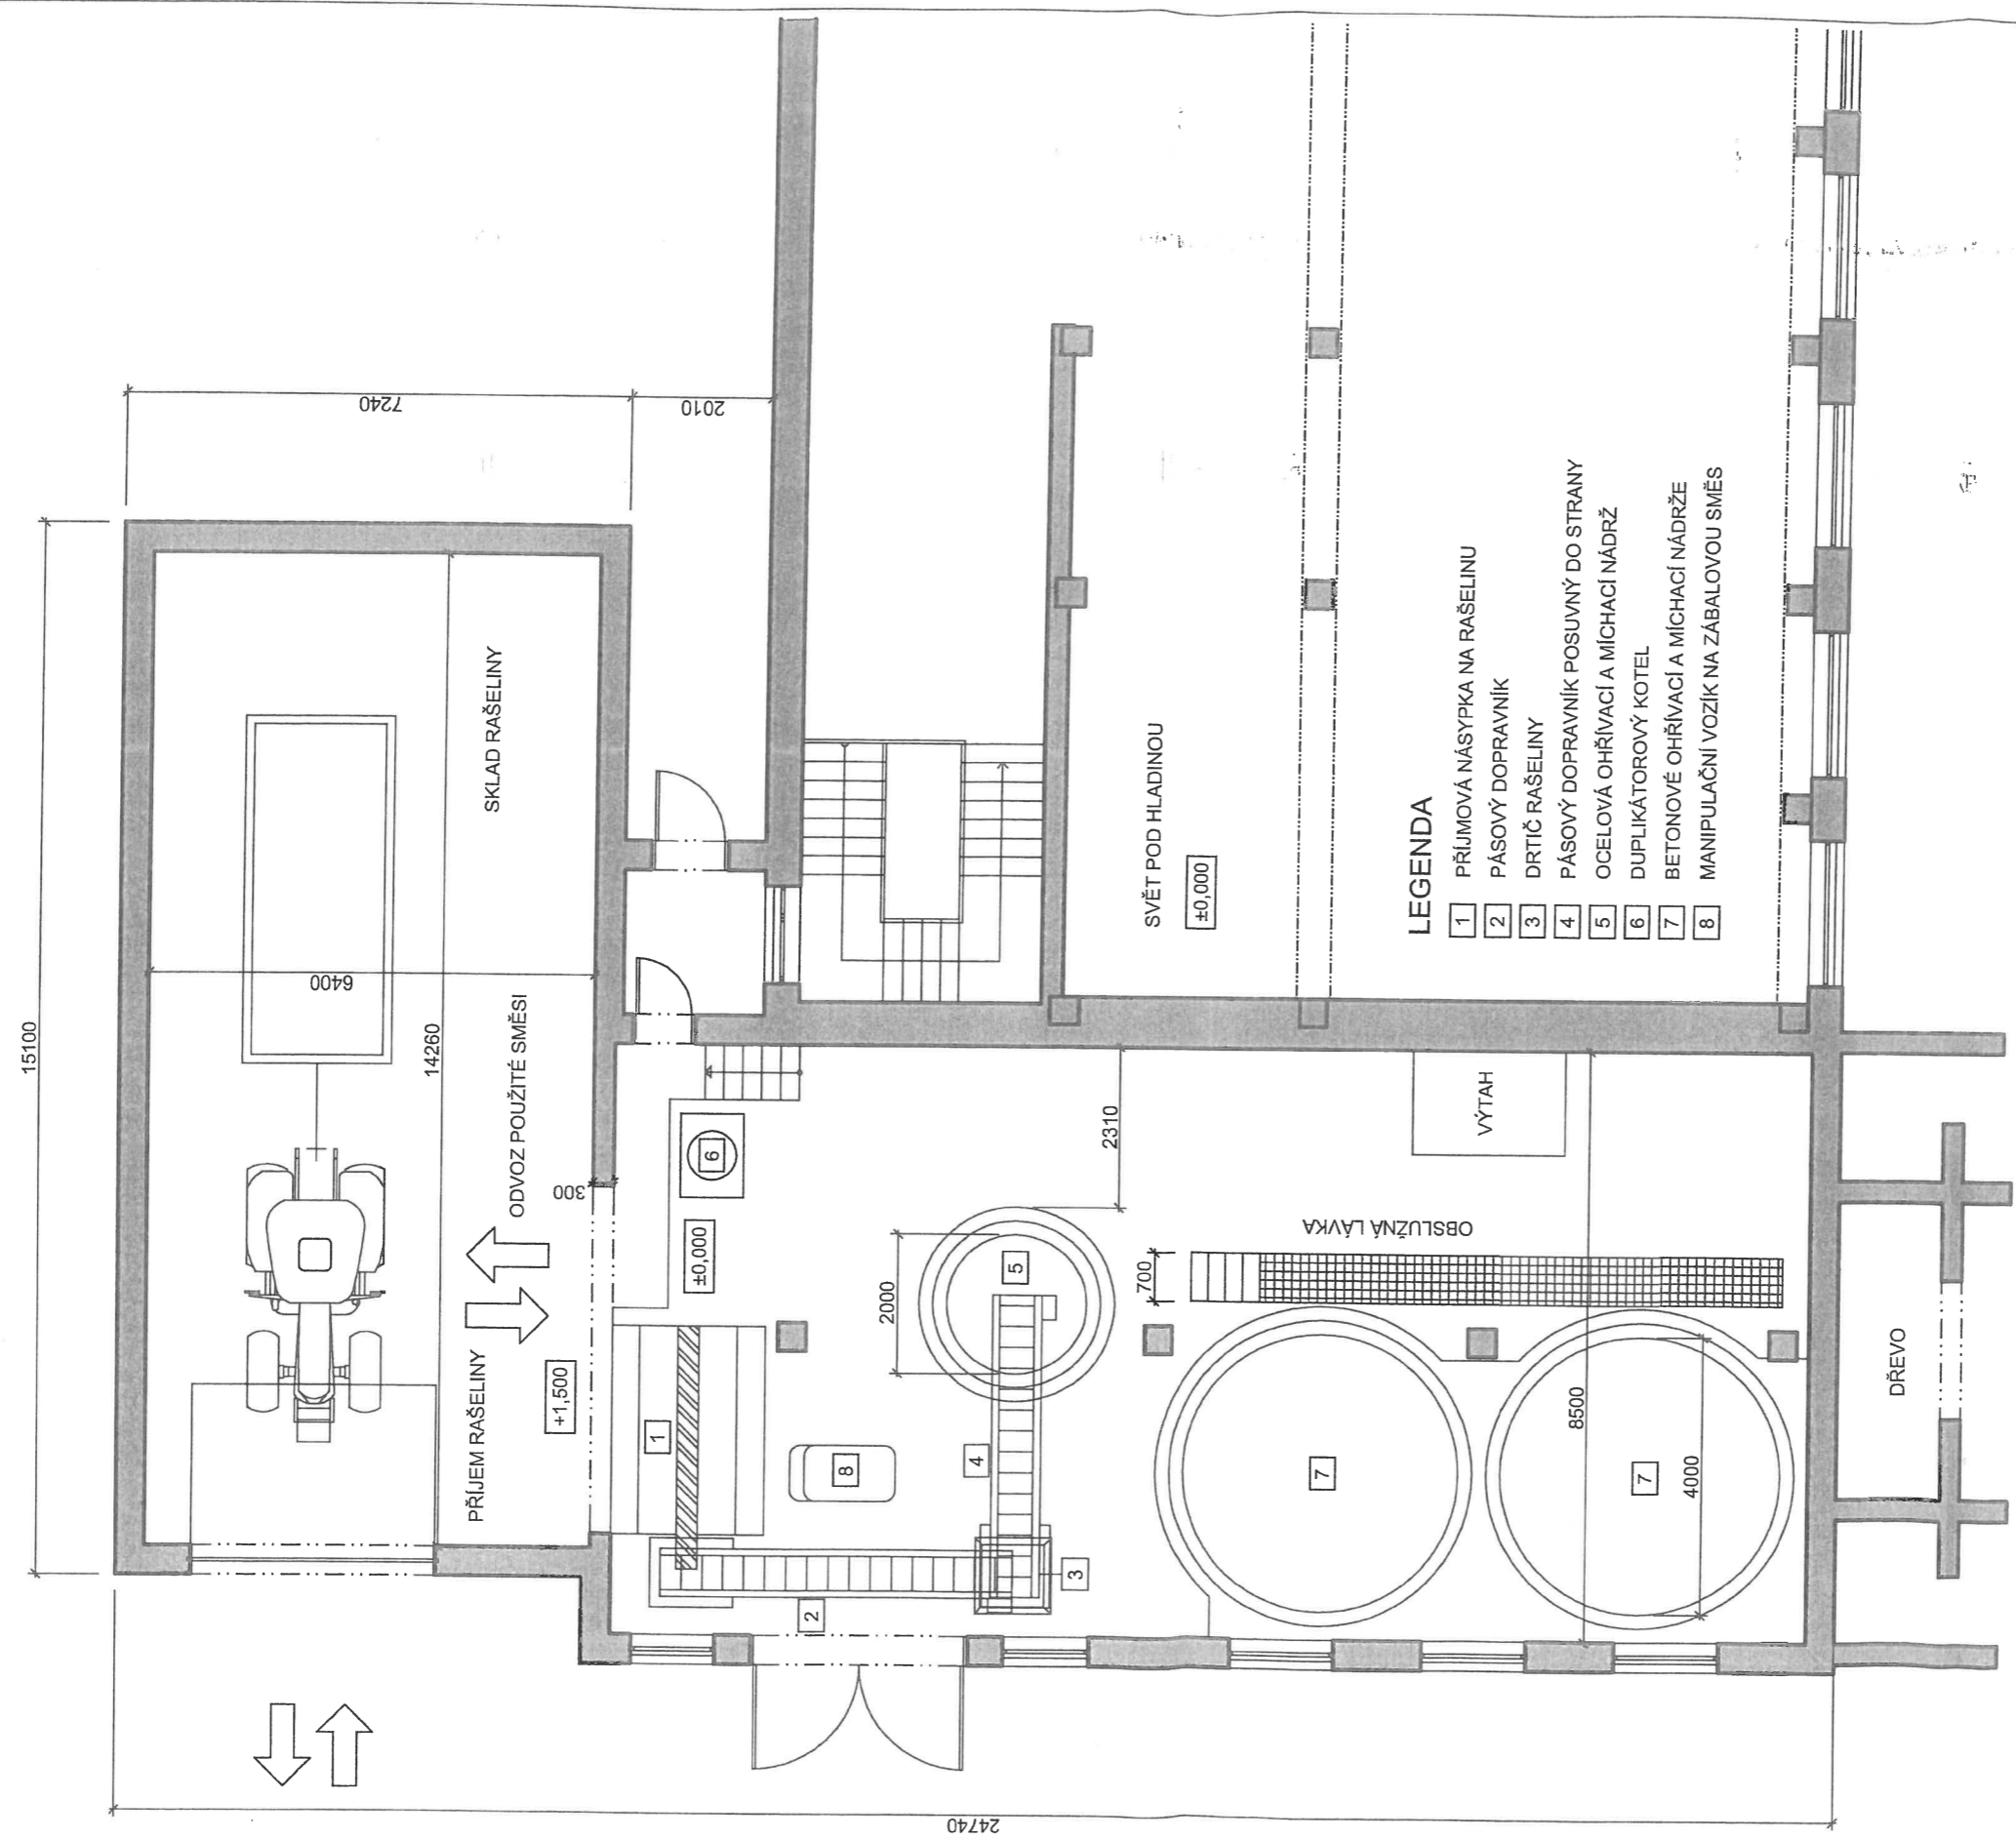 15100
7240
2010
SKLAD RAŠELINY
6400
14260
ODVOZ POUŽITÉ SMĚSI
300
PŘÍJEM RAŠELINY
+1,500
±0,000
6
1
2
8
4
3
5
2000
2310
700
OBSLUŽNÁ LÁVKA
VÝTAH
8500
7
7
4000
DŘEVO
24740
SVĚT POD HLADINOU
±0,000
LEGENDA
1 PŘÍJMOVÁ NÁSYPKA NA RAŠELINU
2 PÁSOVÝ DOPRAVNÍK
3 DRTIČ RAŠELINY
4 PÁSOVÝ DOPRAVNÍK POSUVNÝ DO STRANY
5 OCELOVÁ OHŘÍVACÍ A MÍCHACÍ NÁDRŽ
6 DUPLIKÁTOROVÝ KOTEL
7 BETONOVÉ OHŘÍVACÍ A MÍCHACÍ NÁDRŽE
8 MANIPULAČNÍ VOZÍK NA ZÁBALOVOU SMĚS